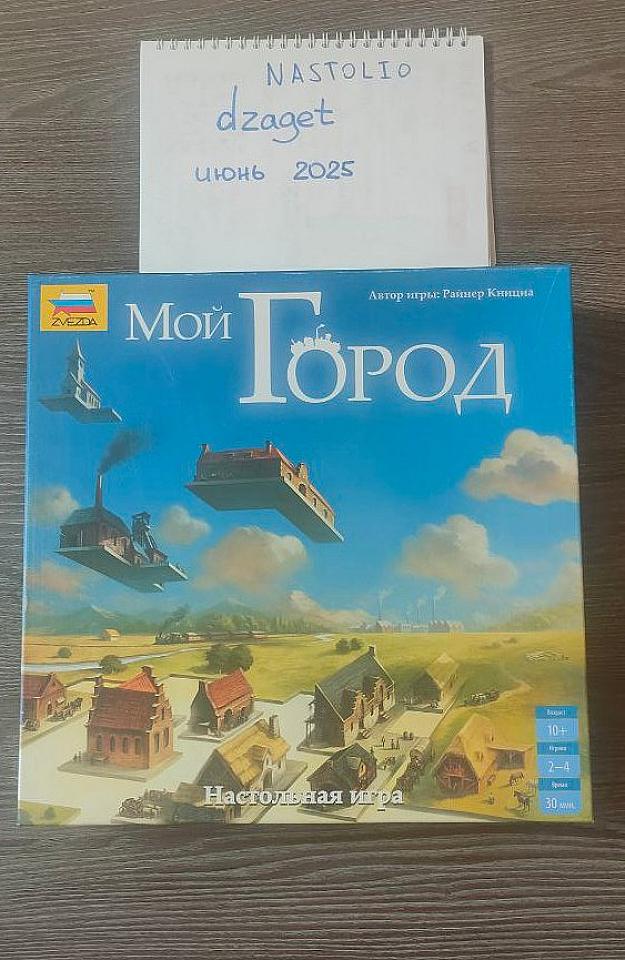 NASTOLIO
dzaget
июнь 2025
Автор игры: Райнер Книциа
ZVEZDA
Мой Город
Возраст
10+
Игроки
2–4
Время
30 мин.
Настольная игра